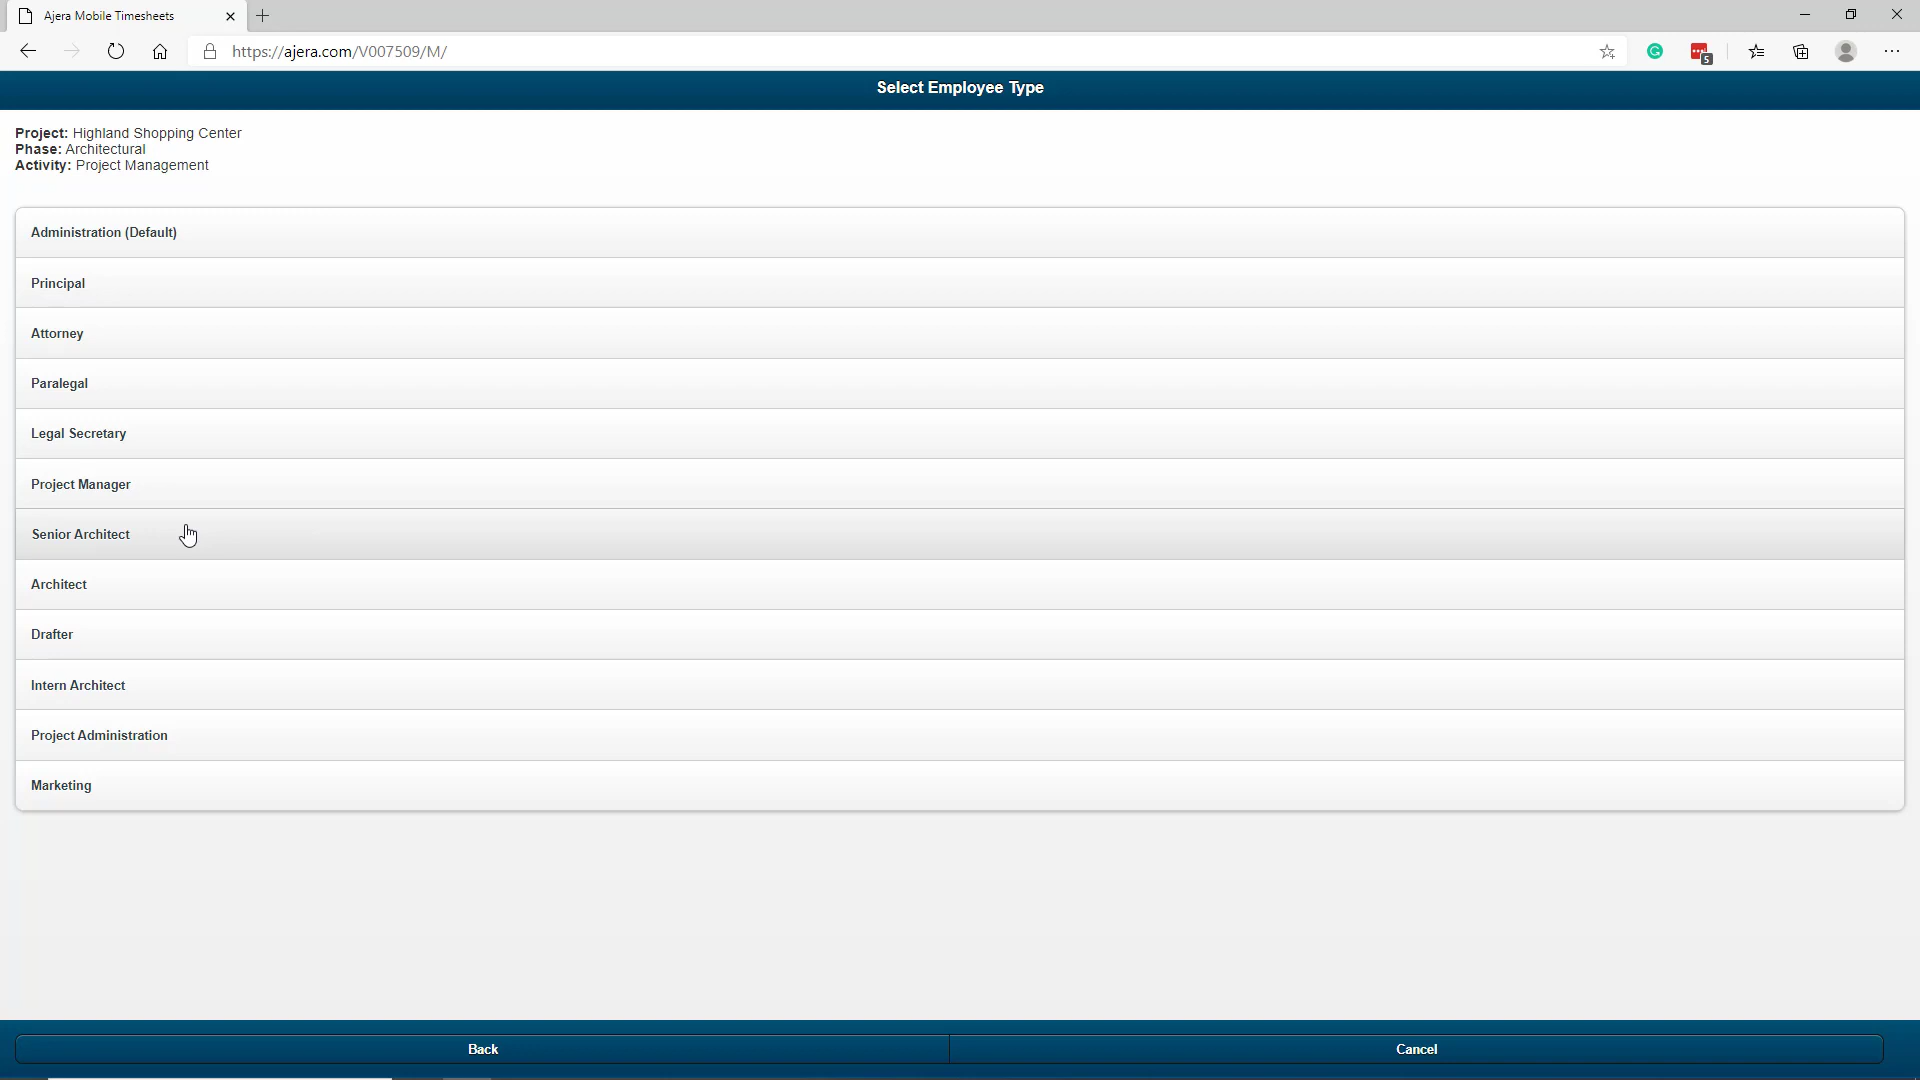 Ajera Mobile Timesheets
https://ajera.com/V007509/M/
5
Select Employee Type
Project: Highland Shopping Center
Phase: Architectural
Activity: Project Management
Administration (Default)
Principal
Attorney
Paralegal
Legal Secretary
Project Manager
Senior Architect
Architect
Drafter
Intern Architect
Project Administration
Marketing
Back
Cancel